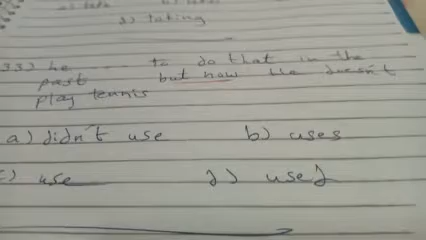 d) taking
33) he ___ to do that in the
past but now he doesn't
play tennis
a) didn't use b) uses
c) use d) used